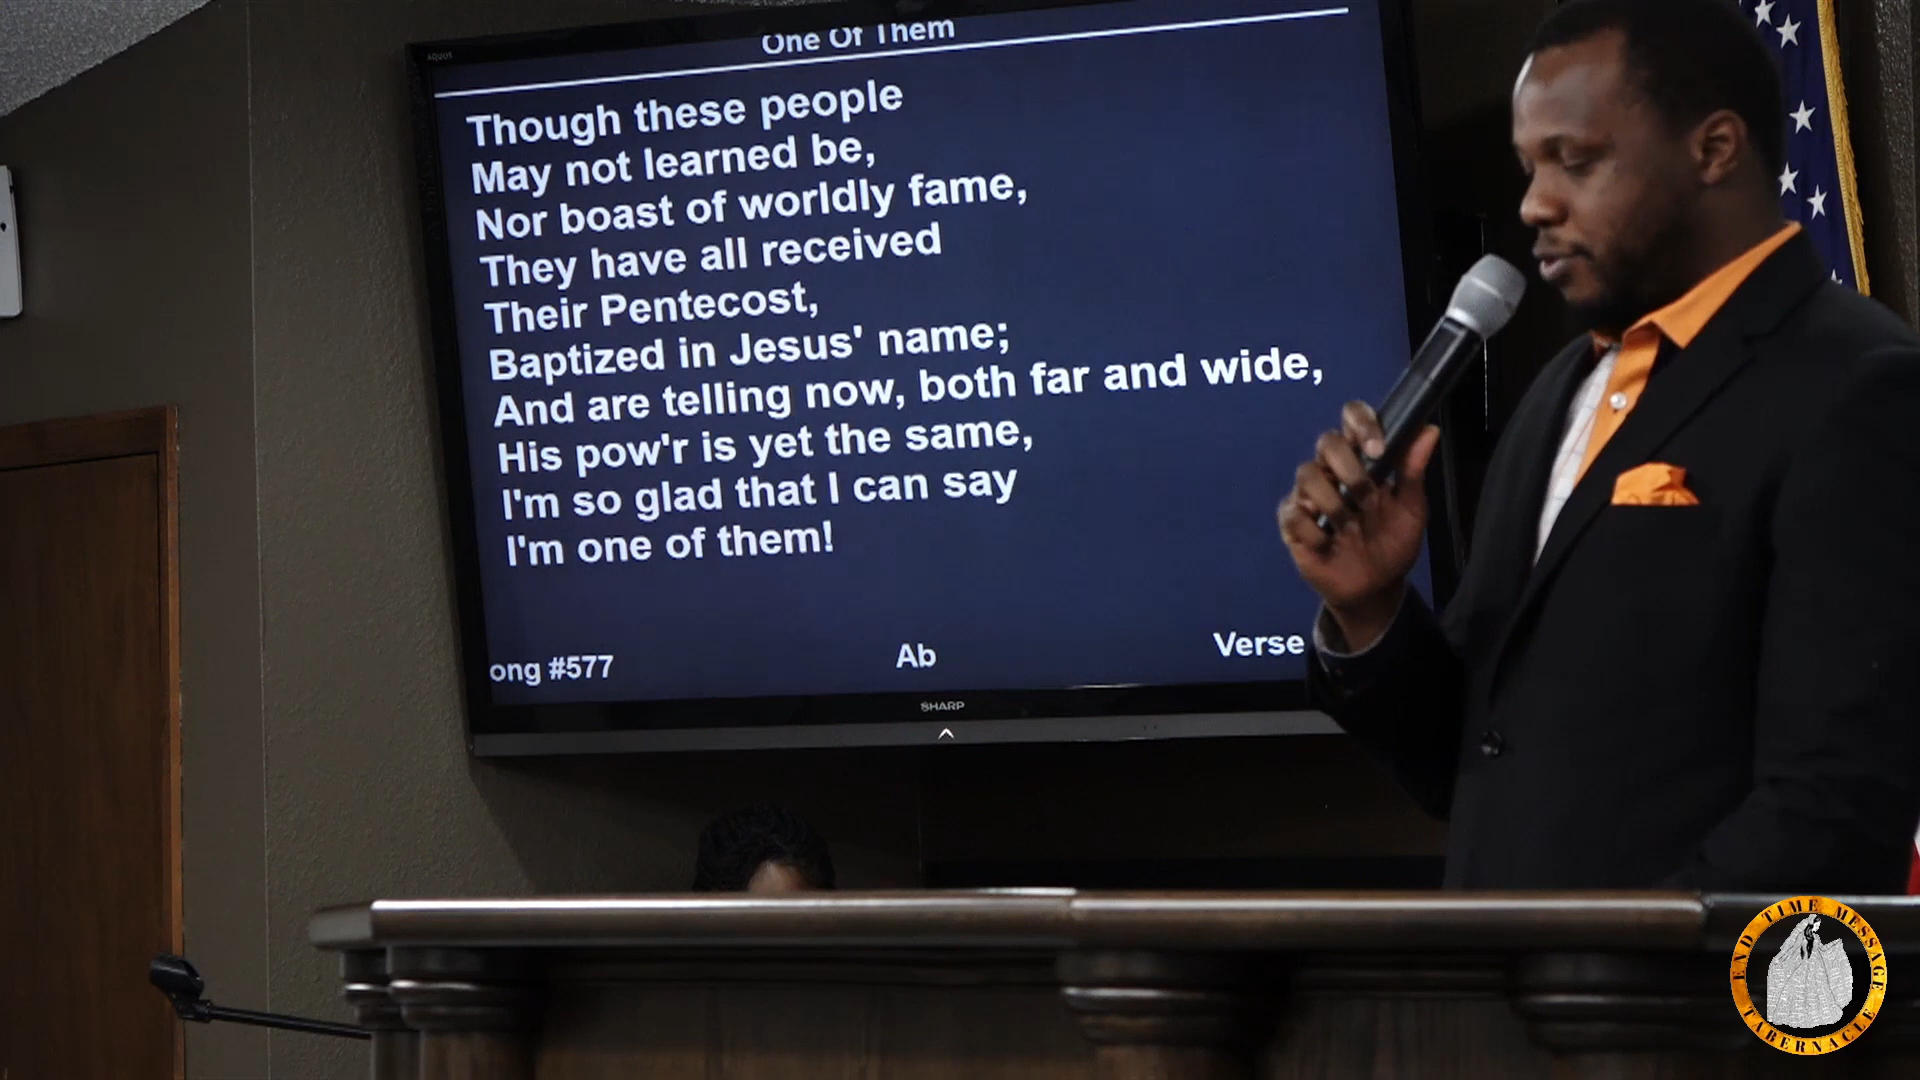 AQUOS
One Of Them
Though these people
May not learned be,
Nor boast of worldly fame,
They have all received
Their Pentecost,
Baptized in Jesus' name;
And are telling now, both far and wide,
His pow'r is yet the same,
I'm so glad that I can say
I'm one of them!
ong #577 Ab Verse
SHARP
END TIME MESSAGE
TABERNACLE